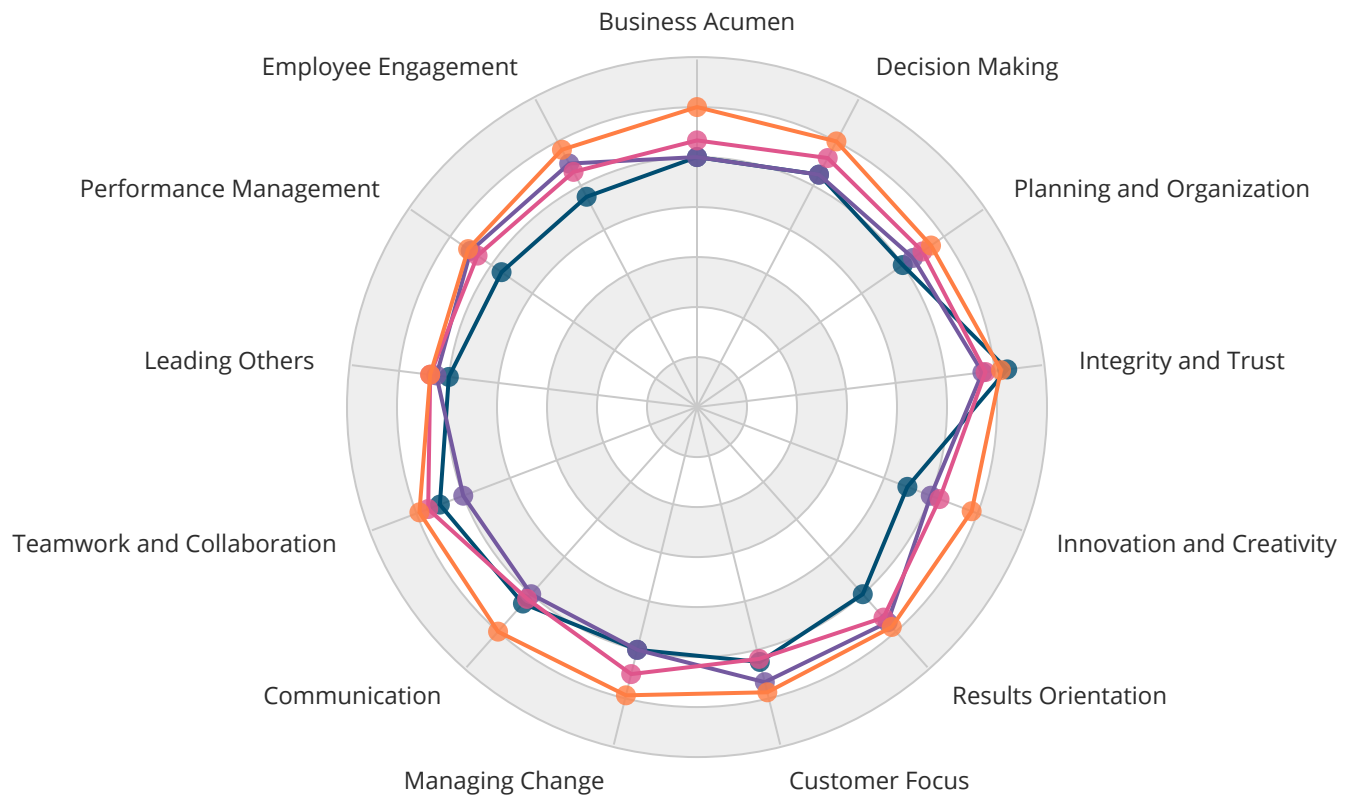 Business Acumen
Employee Engagement
Decision Making
Performance Management
Planning and Organization
Leading Others
Integrity and Trust
Teamwork and Collaboration
Innovation and Creativity
Communication
Results Orientation
Managing Change
Customer Focus